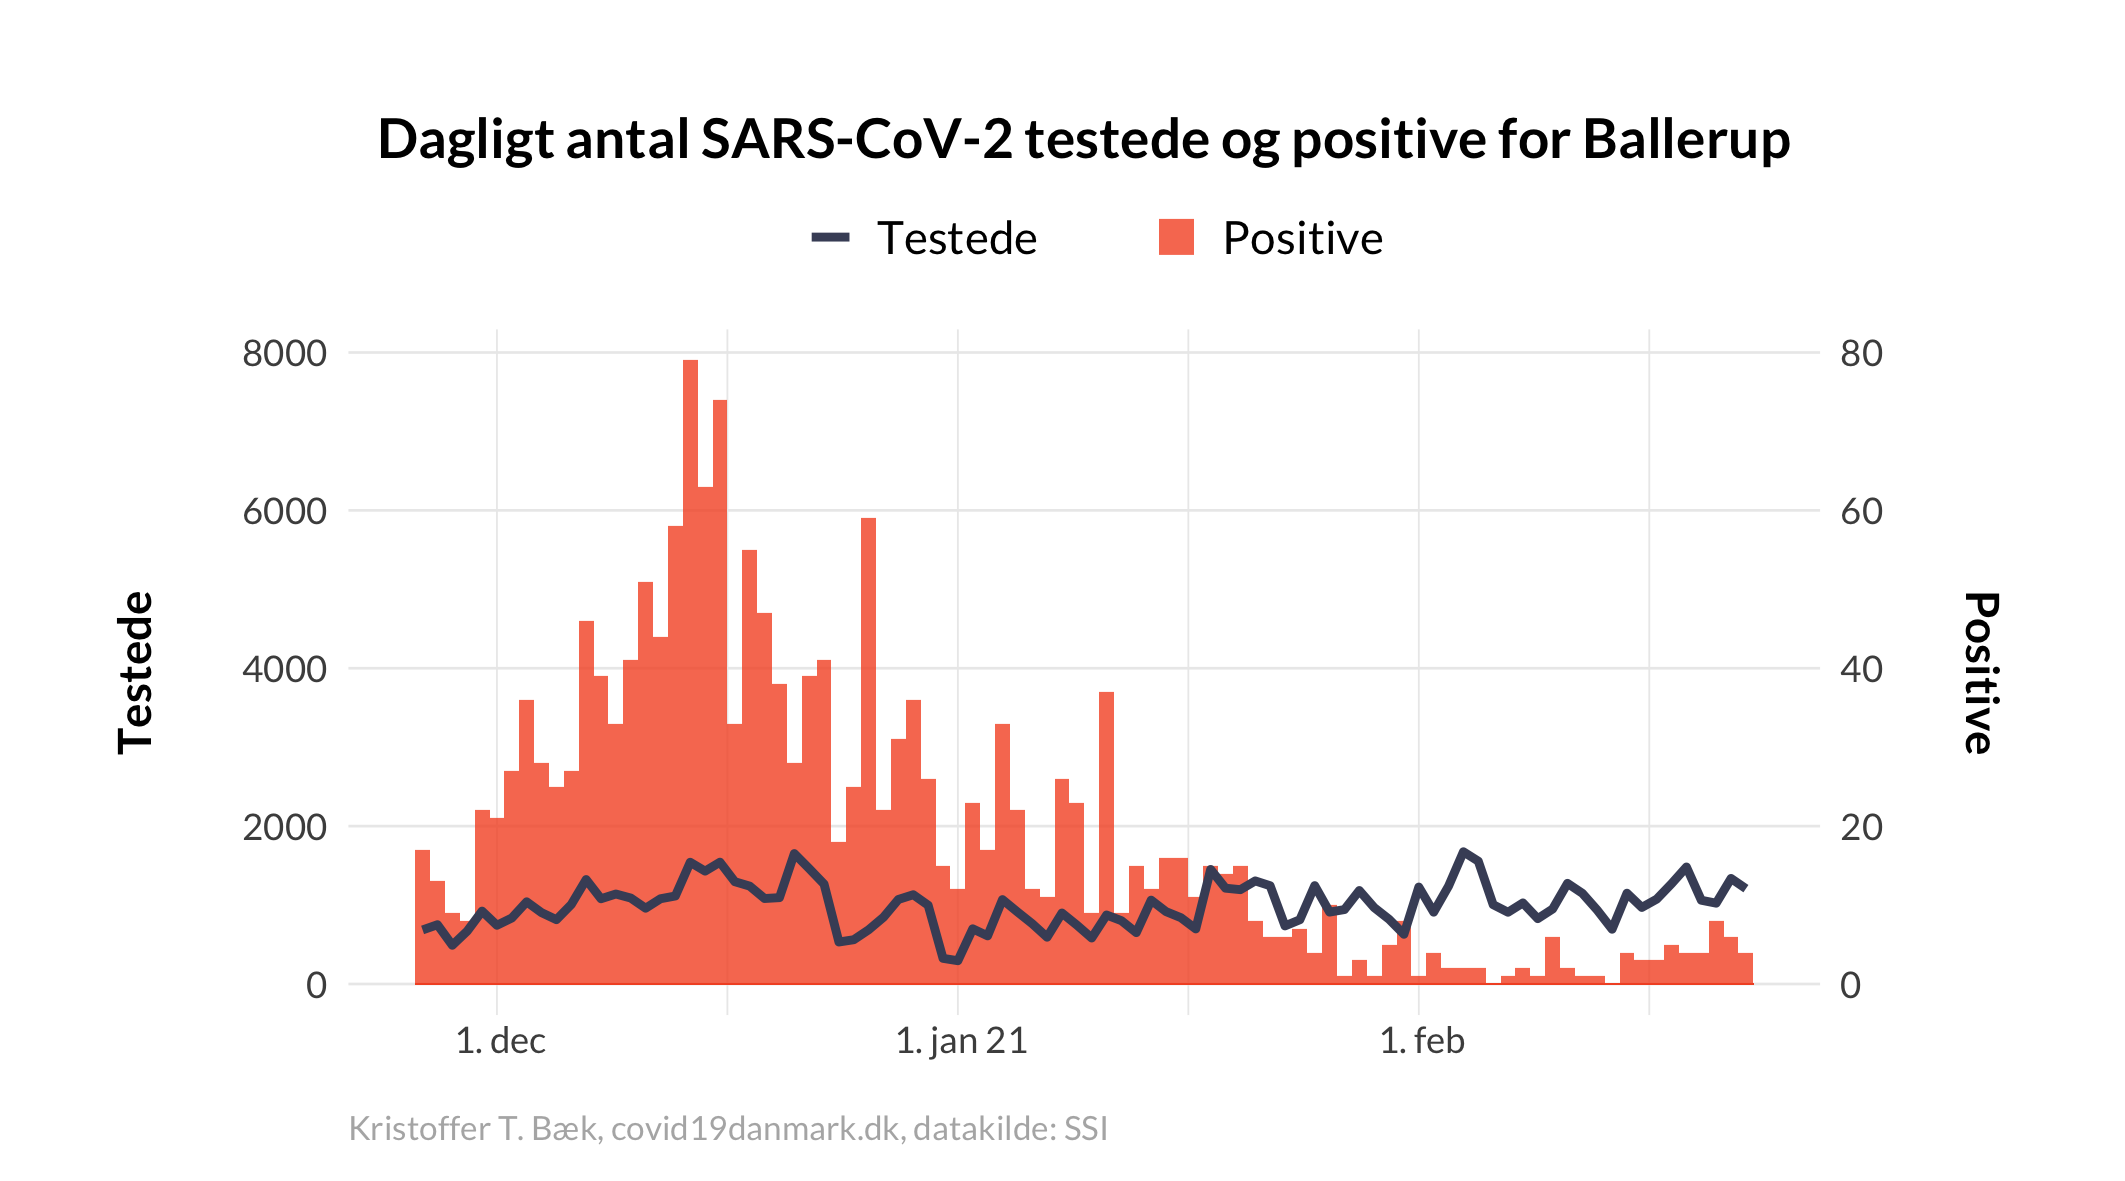 Dagligt antal SARS-CoV-2 testede og positive for Ballerup
Testede
Positive
8000
6000
4000
2000
0
80
60
40
20
0
Testede
Positive
1. dec
1. jan 21
1. feb
Kristoffer T. Bæk, covid19danmark.dk, datakilde: SSI